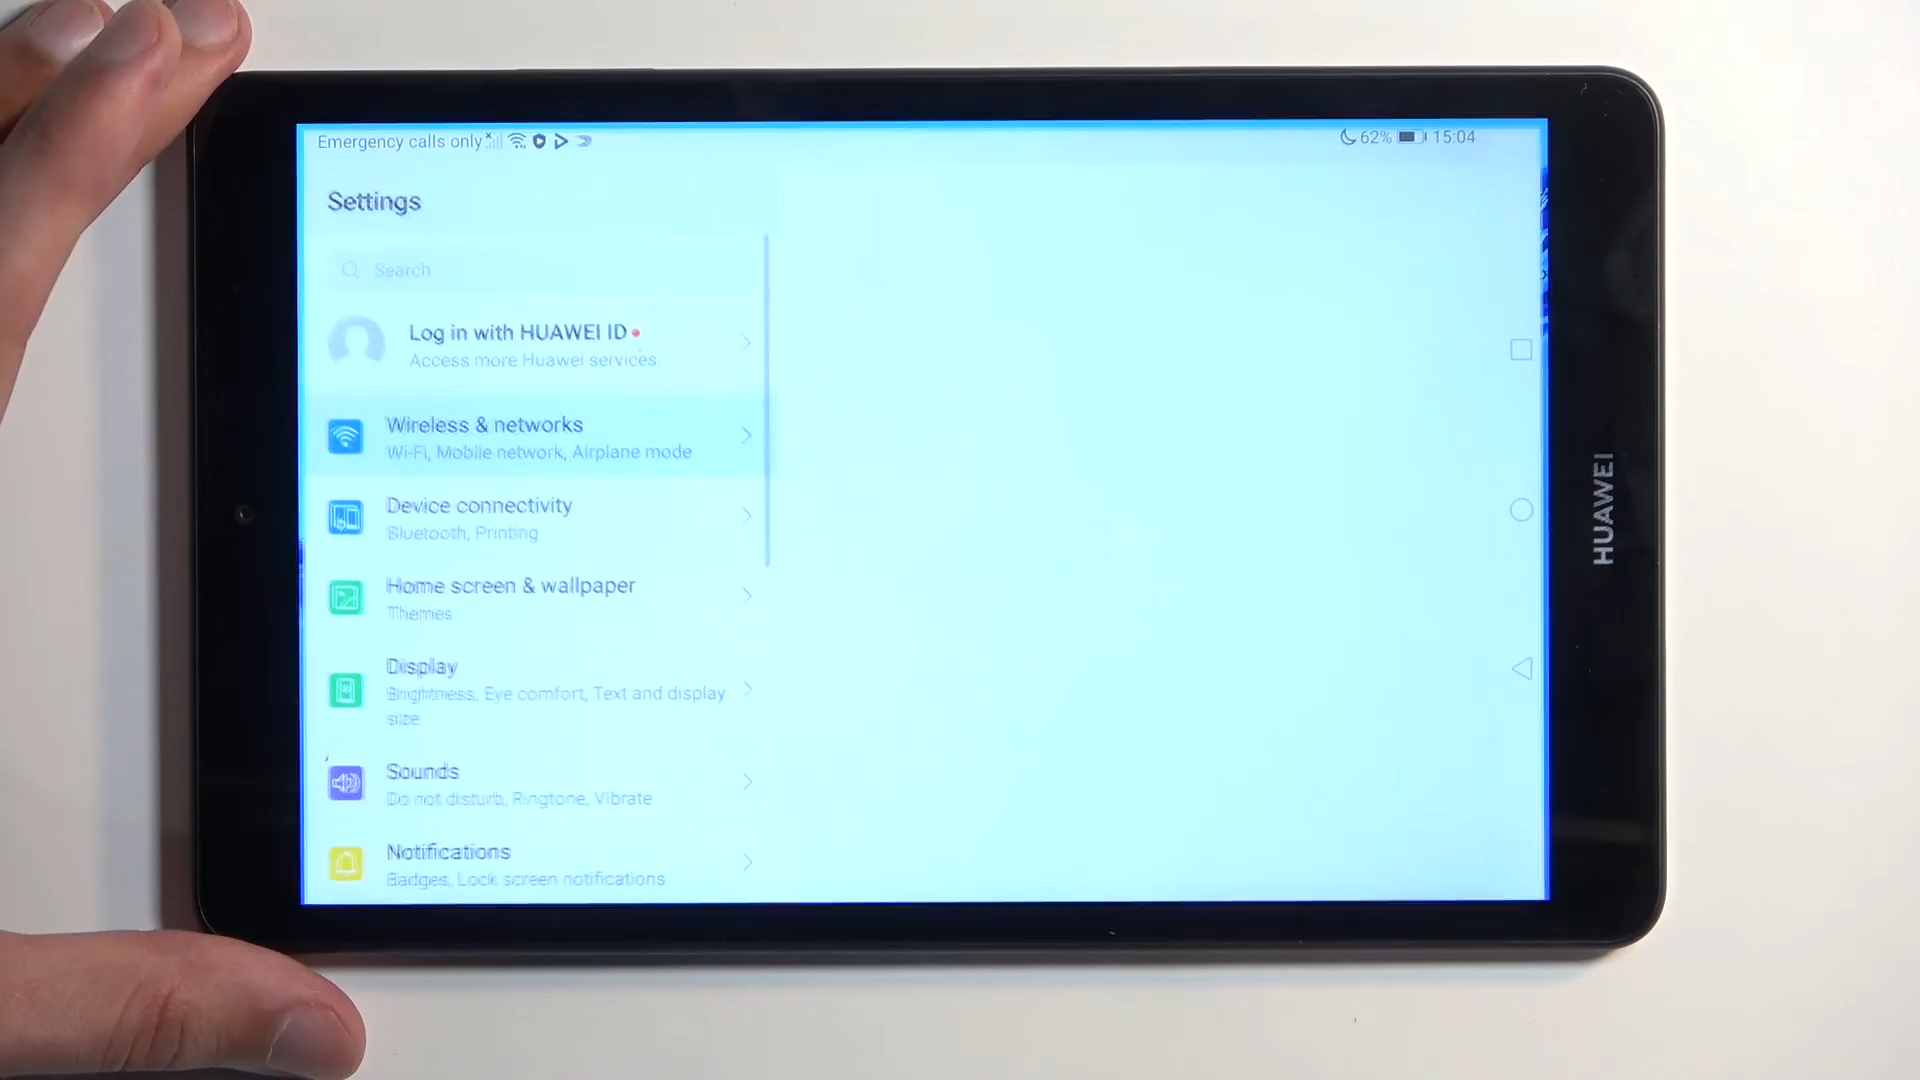 Emergency calls only
62% 15:04
Settings
Search
Log in with HUAWEI ID
Access more Huawei services.
Wireless & networks
Wi-Fi, Mobile network, Airplane mode
Device connectivity
Bluetooth, Printing
Home screen & wallpaper
Themes
Display
Brightness, Eye comfort, Text and display
size
Sounds
Do not disturb, Ringtone, Vibrate
Notifications
Badges, Lock screen notifications
HUAWEI